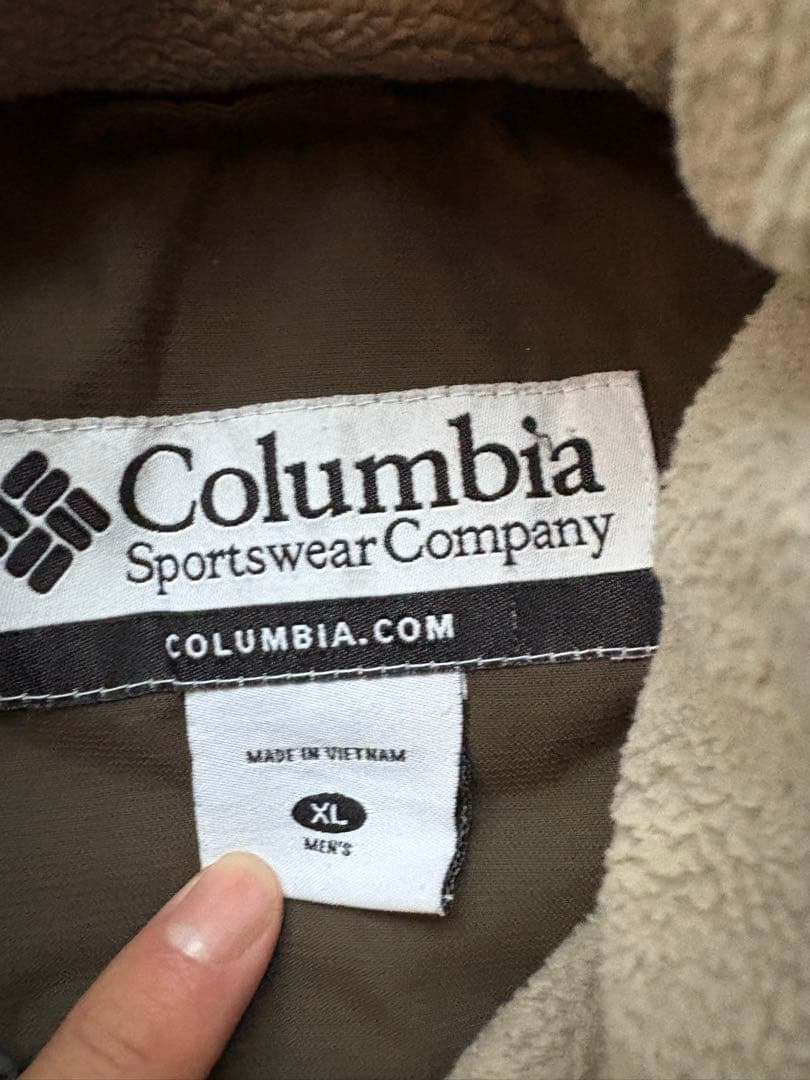 Columbia
Sportswear Company
COLUMBIA.COM
MADE IN VIETNAM
XL
MEN'S